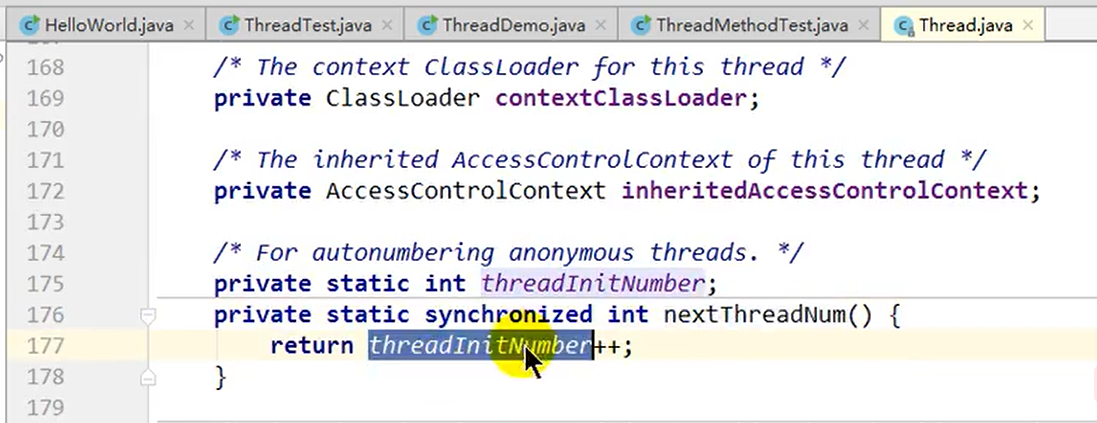 HelloWorld.java ThreadTest.java ThreadDemo.java ThreadMethodTest.java Thread.java
168 /* The context ClassLoader for this thread */
169 private ClassLoader contextClassLoader;
170
171 /* The inherited AccessControlContext of this thread */
172 private AccessControlContext inheritedAccessControlContext;
173
174 /* For autonumbering anonymous threads. */
175 private static int threadInitNumber;
176 private static synchronized int nextThreadNum() {
177 return threadInitNumber++;
178 }
179